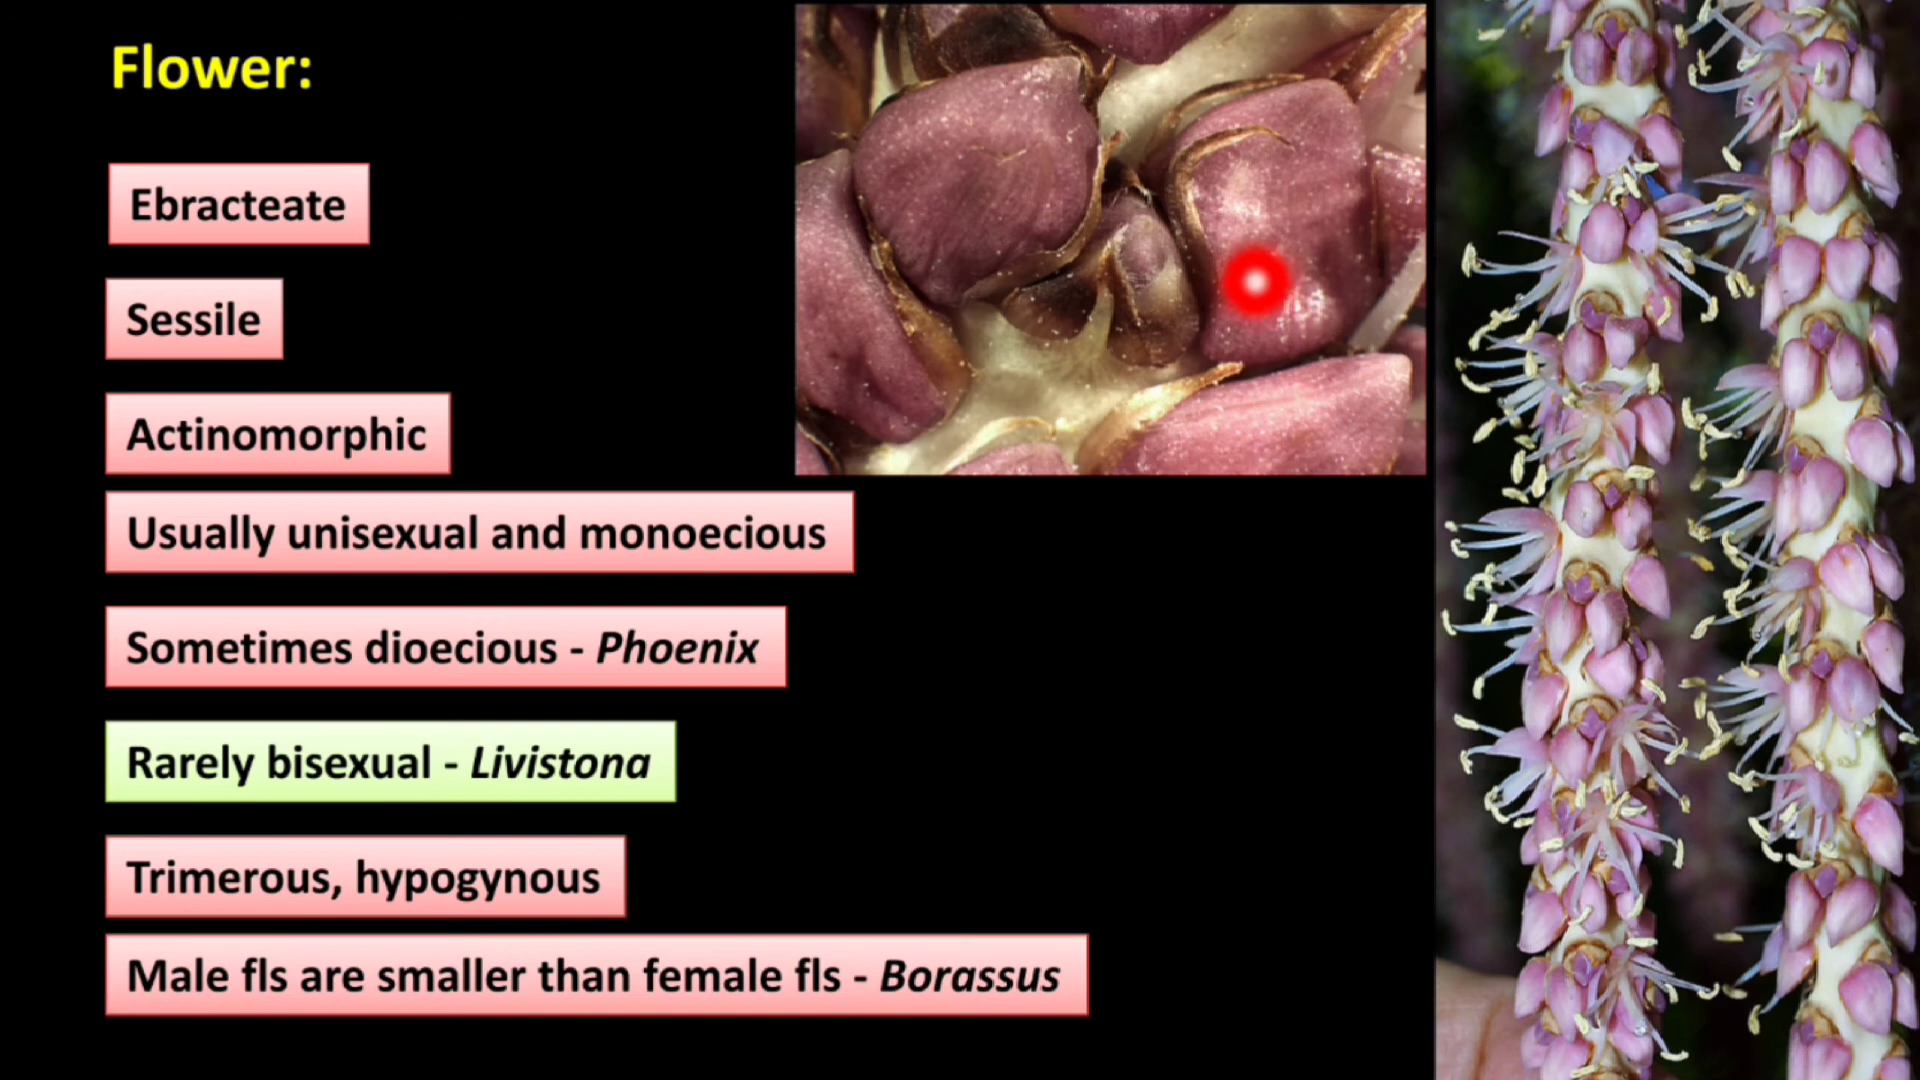 Flower:
Ebracteate
Sessile
Actinomorphic
Usually unisexual and monoecious
Sometimes dioecious - Phoenix
Rarely bisexual - Livistona
Trimerous, hypogynous
Male fls are smaller than female fls - Borassus